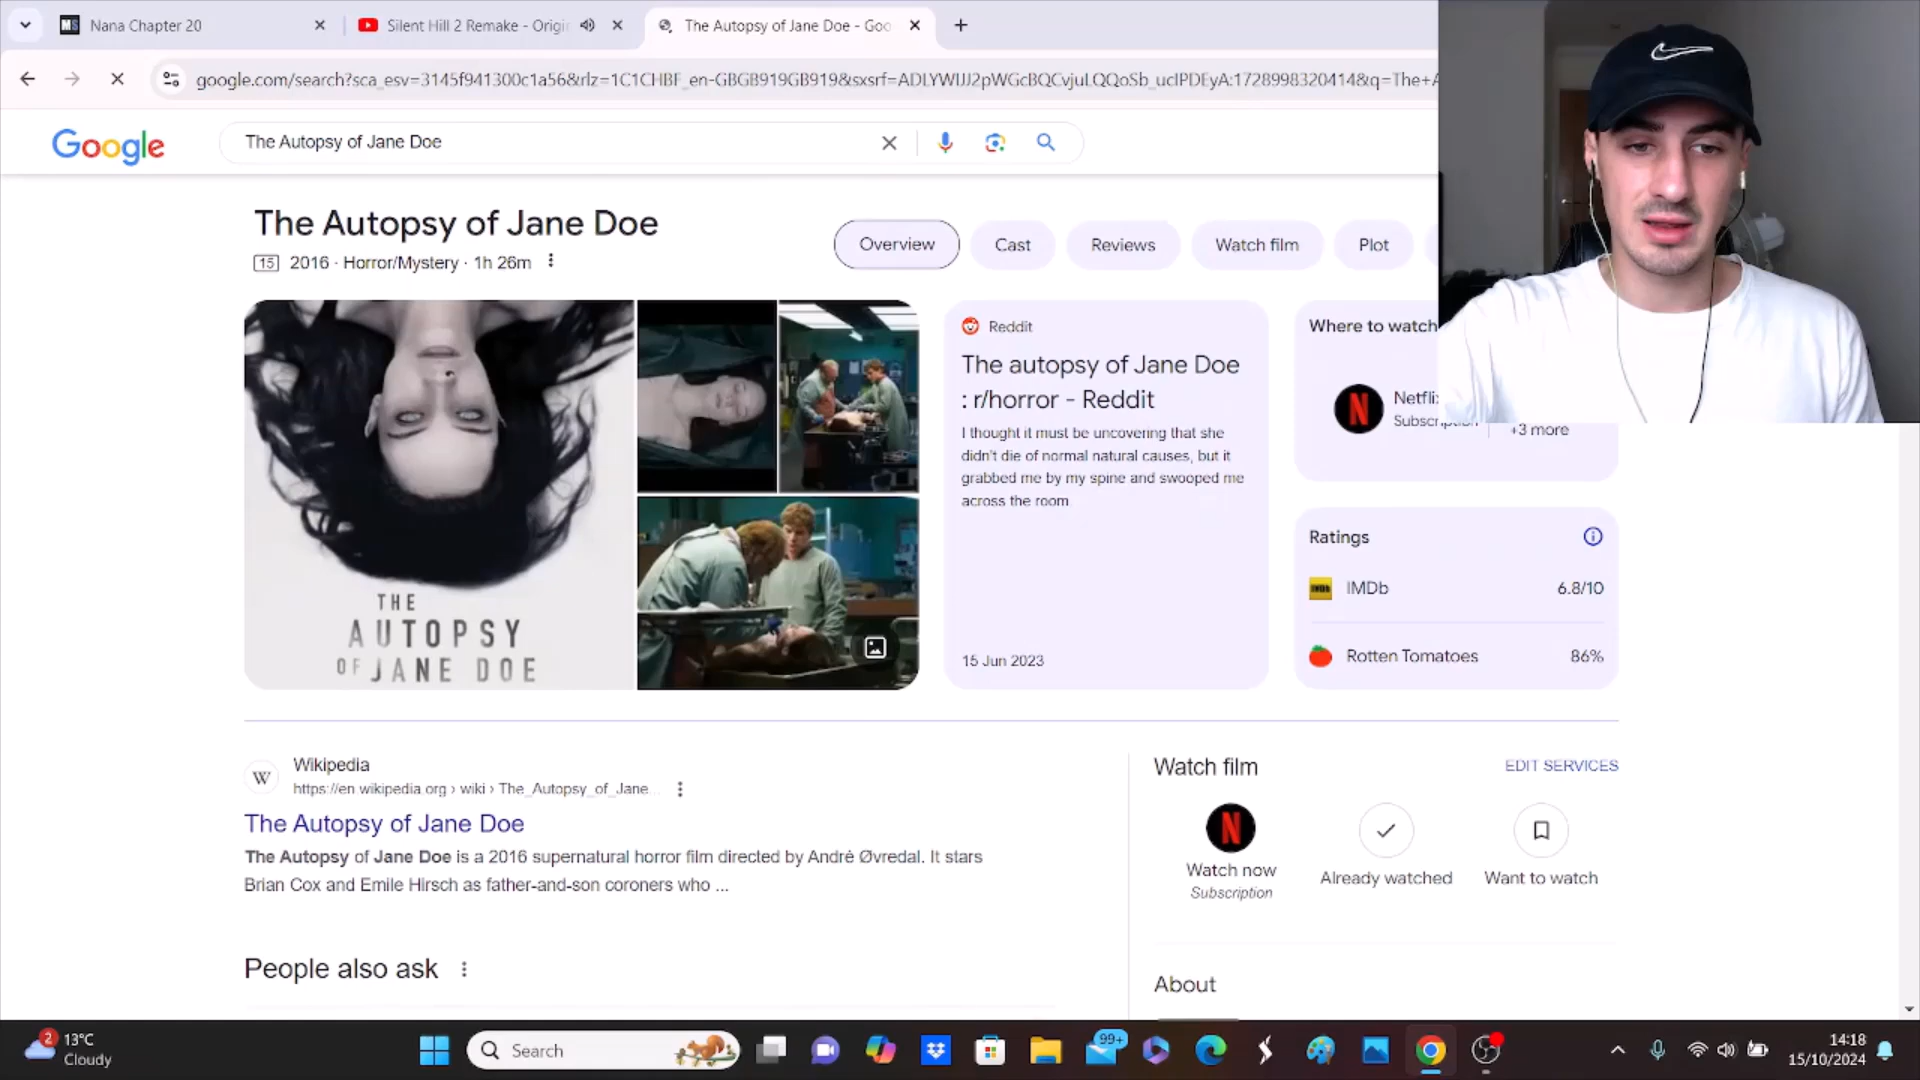 Nana Chapter 20
Silent Hill 2 Remake - Origi
The Autopsy of Jane Doe - Goo
google.com/search?sca_esv=3145f941300c1a56&rlz=1C1CHBF_en-GBGB919GB919&sxsrf=ADLYWIJJ2pWGcBQCvjuLQQoSb_ucIPDEyA:1728998320414&q=The+A
Google
The Autopsy of Jane Doe
The Autopsy of Jane Doe
15 2016 · Horror/Mystery · 1h 26m
Overview
Cast
Reviews
Watch film
Plot
THE
AUTOPSY
OF JANE DOE
Reddit
The autopsy of Jane Doe
: r/horror - Reddit
I thought it must be uncovering that she
didn't die of normal natural causes, but it
grabbed me by my spine and swooped me
across the room
15 Jun 2023
Where to watch
Netflix
Subscription
+3 more
Ratings
IMDb
IMDb
6.8/10
Rotten Tomatoes
86%
W
Wikipedia
https://en.wikipedia.org › wiki › The_Autopsy_of_Jane...
The Autopsy of Jane Doe
The Autopsy of Jane Doe is a 2016 supernatural horror film directed by André Øvredal. It stars
Brian Cox and Emile Hirsch as father-and-son coroners who ...
People also ask
Watch film
EDIT SERVICES
Watch now
Subscription
Already watched
Want to watch
About
2
13°C
Cloudy
Search
99+
14:18
15/10/2024